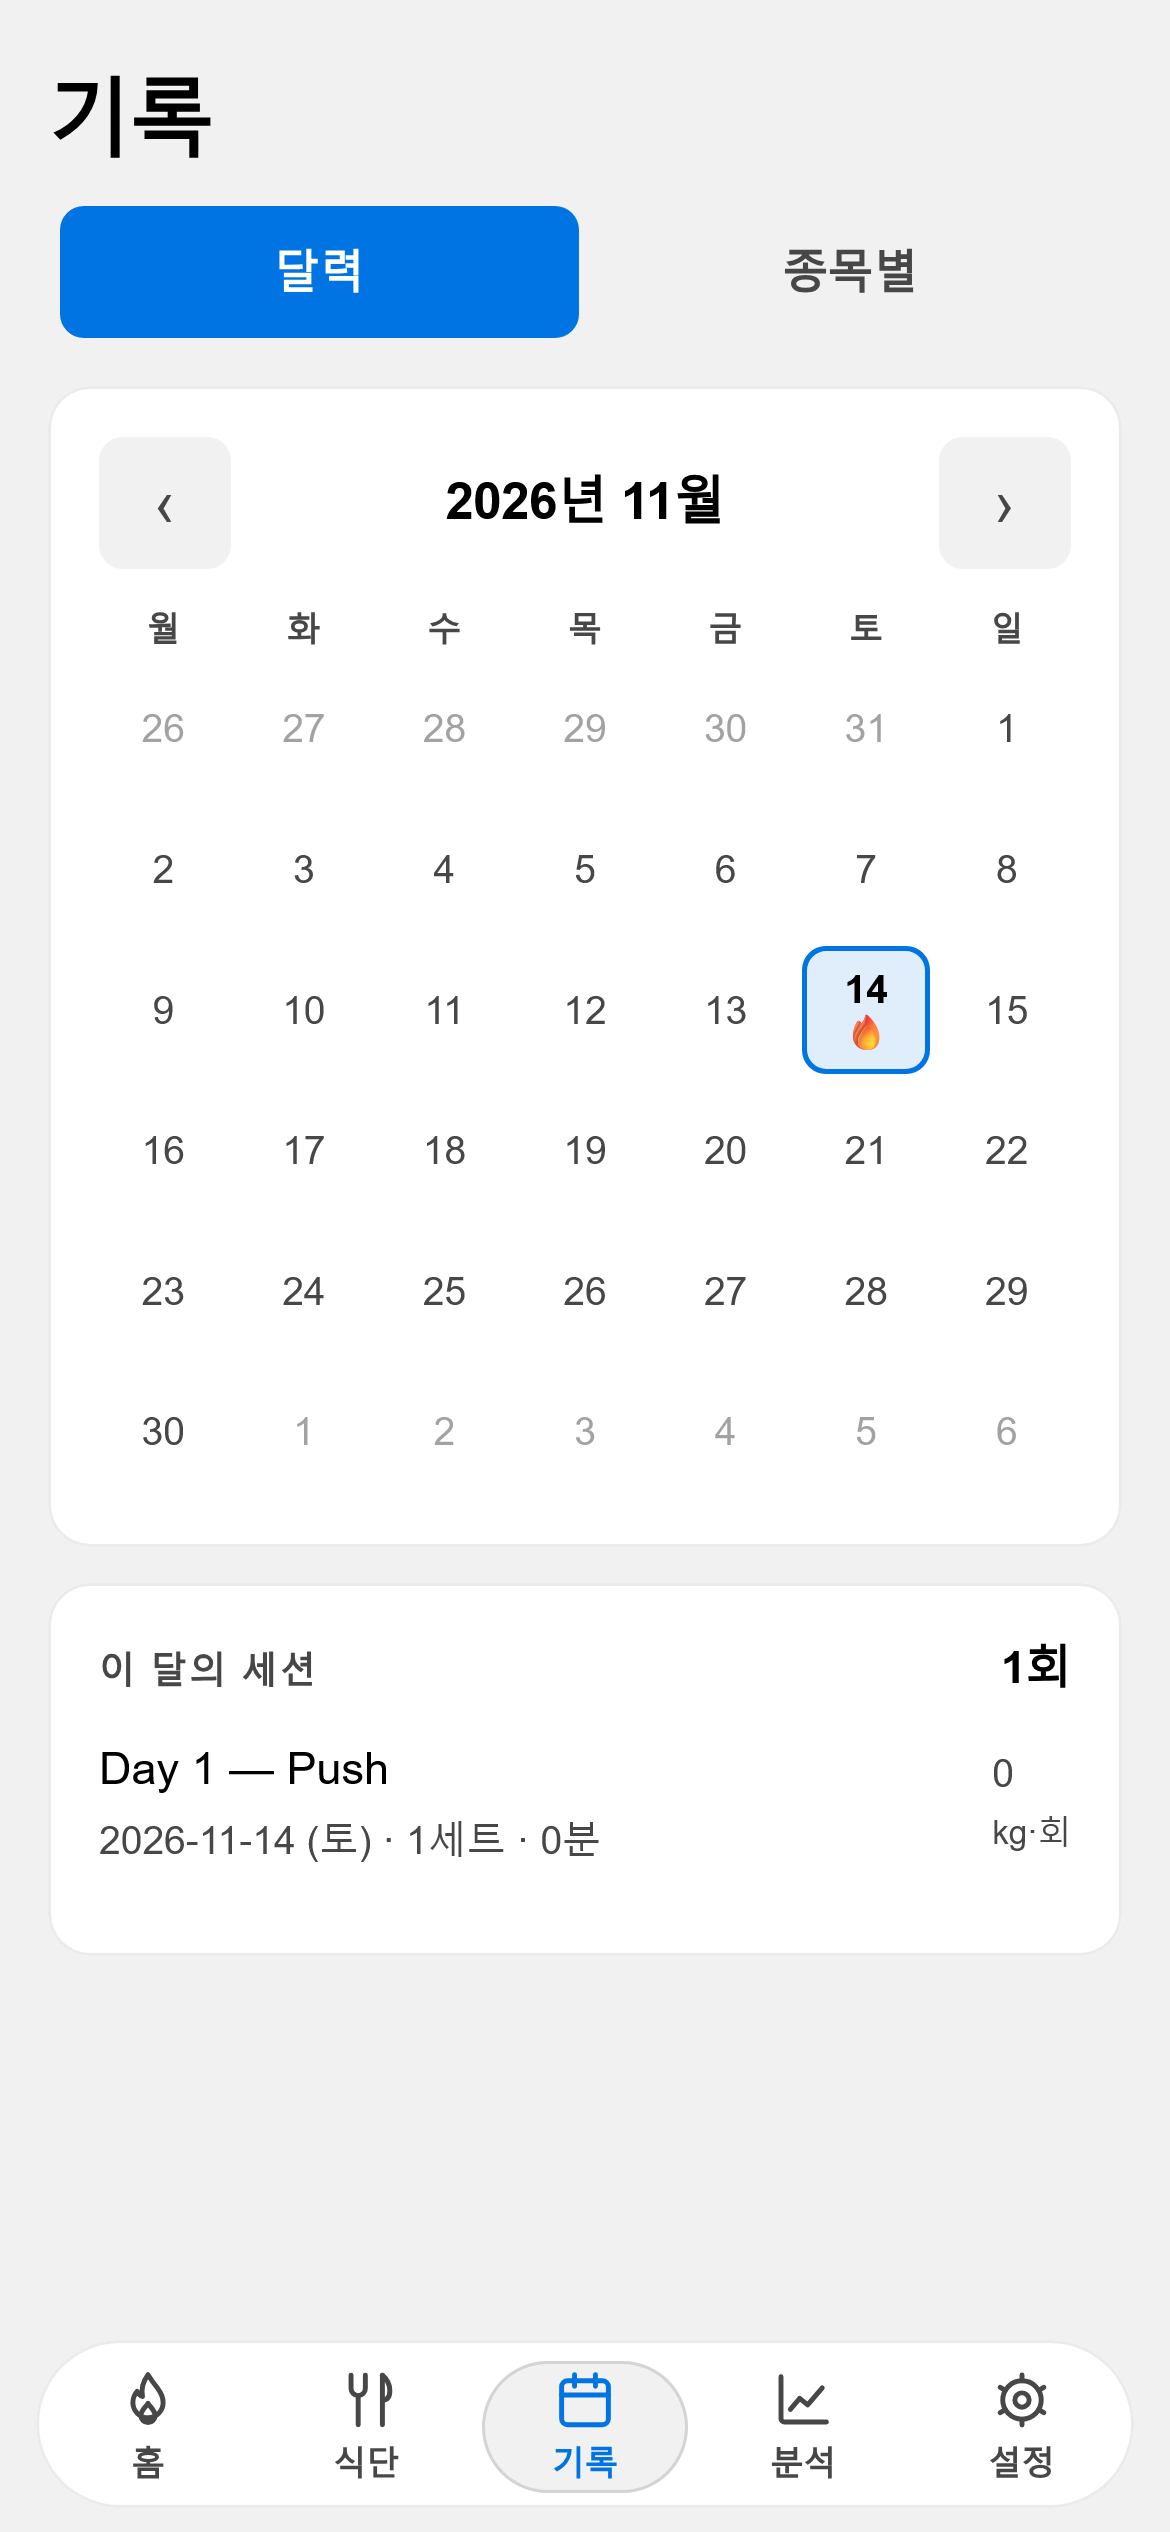 기록
달력 종목별
‹ 2026년 11월 ›
월 화 수 목 금 토 일
26 27 28 29 30 31 1
2 3 4 5 6 7 8
9 10 11 12 13 14 15
16 17 18 19 20 21 22
23 24 25 26 27 28 29
30 1 2 3 4 5 6
이 달의 세션 1회
Day 1 — Push 0
2026-11-14 (토) · 1세트 · 0분 kg·회
홈 식단 기록 분석 설정